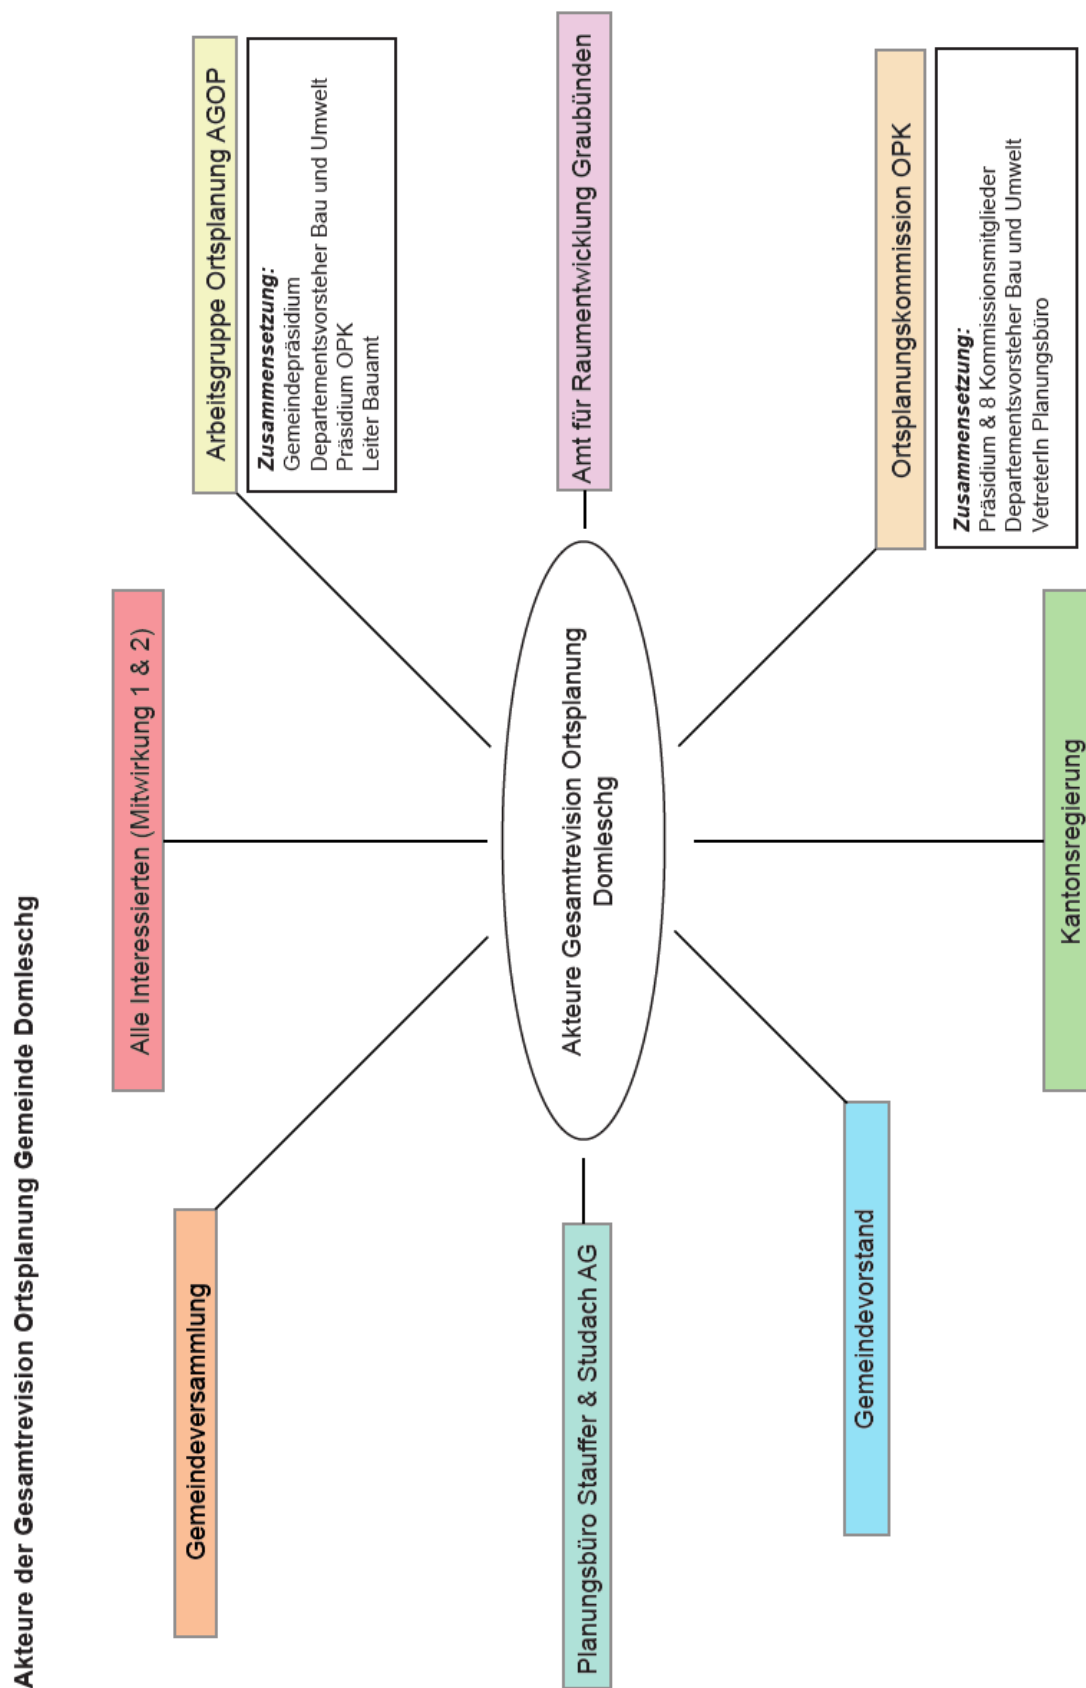 Akteure der Gesamtrevision Ortsplanung Gemeinde Domleschg
Alle Interessierten (Mitwirkung 1 & 2)
Gemeindeversammlung
Arbeitsgruppe Ortsplanung AGOP
Zusammensetzung:
Gemeindepräsidium
Departementsvorsteher Bau und Umwelt
Präsidium OPK
Leiter Bauamt
Planungsbüro Stauffer & Studach AG
Akteure Gesamtrevision Ortsplanung
Domleschg
Amt für Raumentwicklung Graubünden
Gemeindevorstand
Ortsplanungskommission OPK
Zusammensetzung:
Präsidium & 8 Kommissionsmitglieder
Departementsvorsteher Bau und Umwelt
VetreterIn Planungsbüro
Kantonsregierung